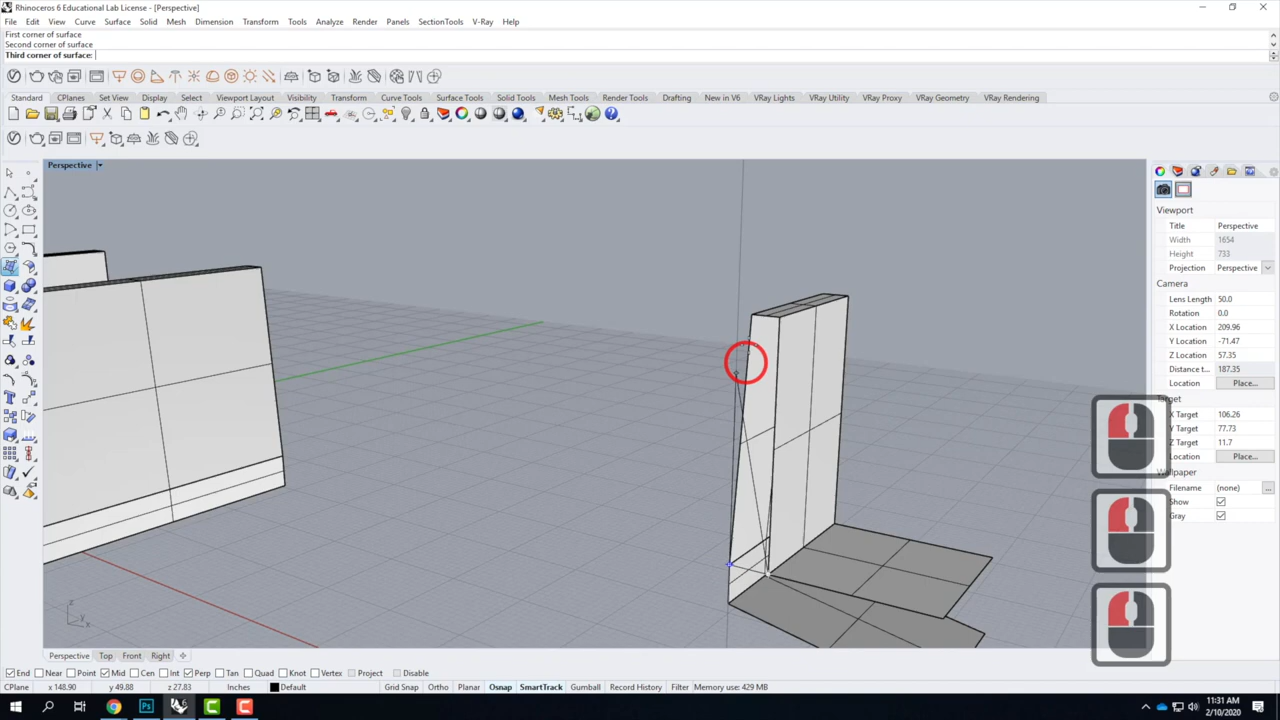 Rhinoceros 6 Educational Lab License - [Perspective]
File Edit View Curve Surface Solid Mesh Dimension Transform Tools Analyze Render Panels SectionTools V-Ray Help
First corner of surface
Second corner of surface
Third corner of surface:
Standard CPlanes Set View Display Select Viewport Layout Visibility Transform Curve Tools Surface Tools Solid Tools Mesh Tools Render Tools Drafting New in V6 VRay Lights VRay Utility VRay Proxy VRay Geometry VRay Rendering
Perspective
Viewport
Title Perspective
Width 1654
Height 733
Projection Perspective
Camera
Lens Length 50.0
Rotation 0.0
X Location 209.96
Y Location -71.47
Z Location 57.35
Distance t... 187.35
Location Place...
Target
X Target 106.26
Y Target 77.73
Z Target 11.7
Location Place...
Wallpaper
Filename (none) ...
Show
Gray
z
y
x
Perspective Top Front Right
End Near Point Mid Cen Int Perp Tan Quad Knot Vertex Project Disable
CPlane x 148.90 y 49.88 z 27.83 Inches Default Grid Snap Ortho Planar Osnap SmartTrack Gumball Record History Filter Memory use: 429 MB
11:31 AM
2/10/2020